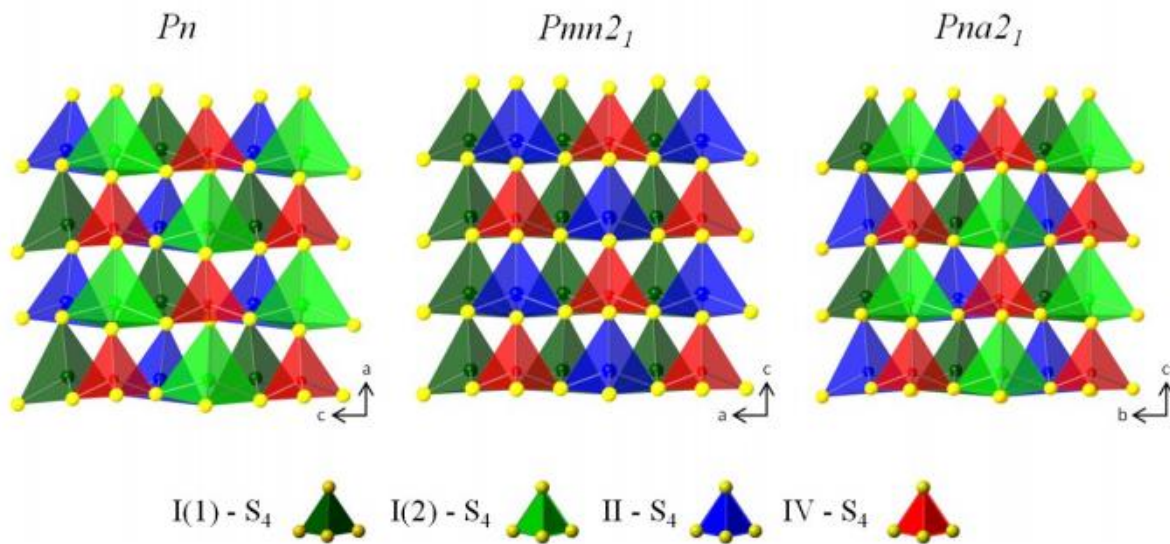 Pn Pmn2₁ Pna2₁
a
c
c
a
c
b
I(1) - S₄ I(2) - S₄ II - S₄ IV - S₄